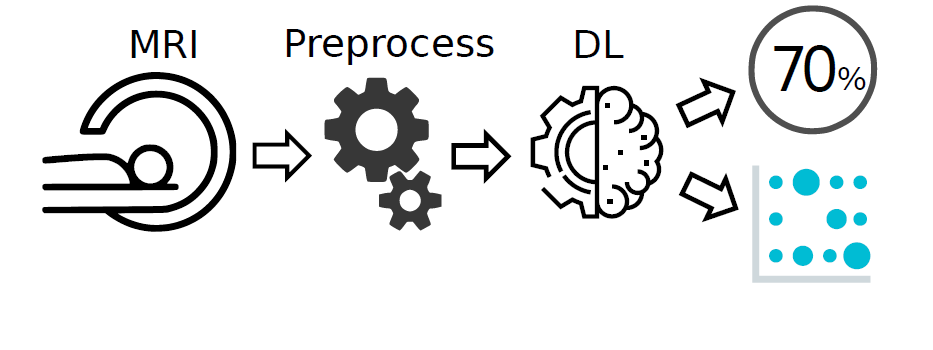 MRI
Preprocess
DL
70%